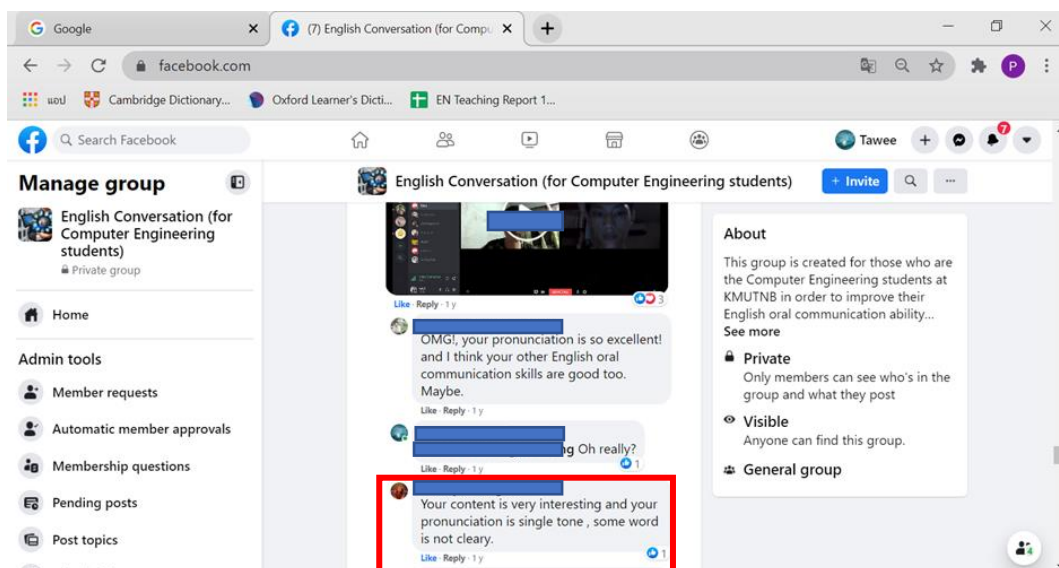 Google
(7) English Conversation (for Compu
facebook.com
P
แอป
Cambridge Dictionary...
Oxford Learner's Dicti...
EN Teaching Report 1...
Search Facebook
Tawee
7
Manage group
English Conversation (for
Computer Engineering
students)
Private group
Home
Admin tools
Member requests
Automatic member approvals
Membership questions
Pending posts
Post topics
English Conversation (for Computer Engineering students)
+ Invite
Like · Reply · 1 y
3
OMG!, your pronunciation is so excellent!
and I think your other English oral
communication skills are good too.
Maybe.
Like · Reply · 1 y
ng Oh really?
Like · Reply · 1 y
1
Your content is very interesting and your
pronunciation is single tone , some word
is not cleary.
Like · Reply · 1 y
1
About
This group is created for those who are
the Computer Engineering students at
KMUTNB in order to improve their
English oral communication ability...
See more
Private
Only members can see who's in the
group and what they post
Visible
Anyone can find this group.
General group
4